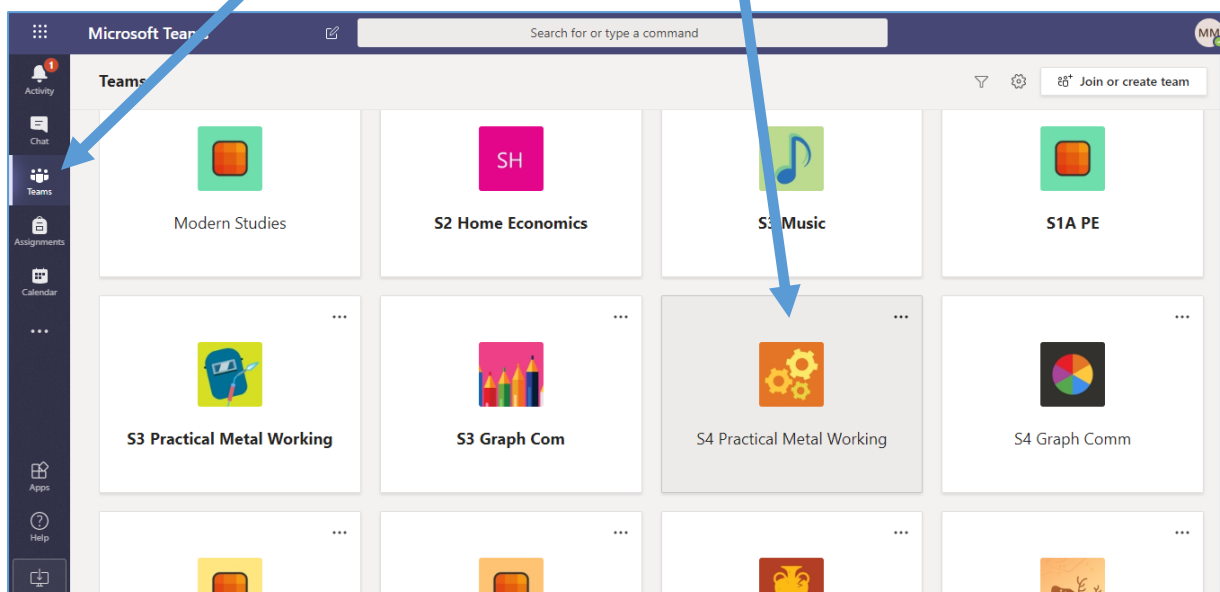 Microsoft Teams
Search for or type a command
MM
1
Activity
Chat
Teams
Assignments
Calendar
Apps
Help
Teams
Join or create team
Modern Studies
SH
S2 Home Economics
S3 Music
S1A PE
S3 Practical Metal Working
S3 Graph Com
S4 Practical Metal Working
S4 Graph Comm